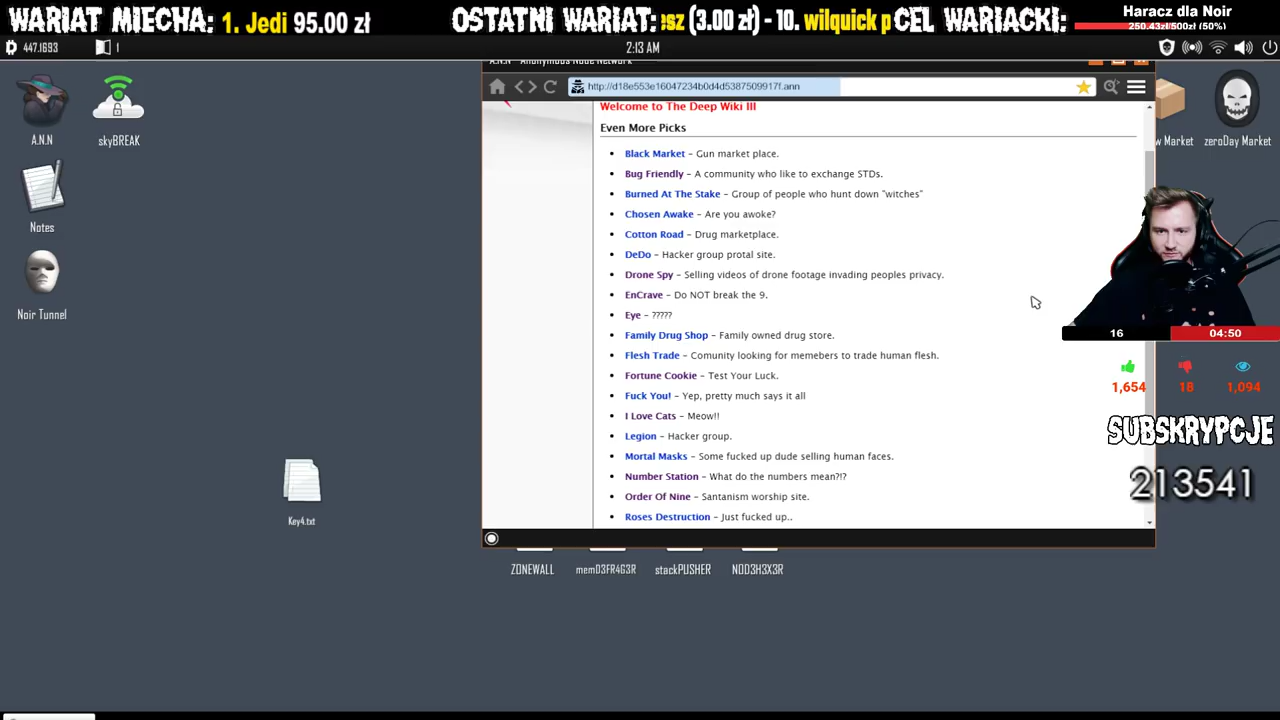 WARIAT MIECHA: 1. Jedi 95.00 zł
OSTATNI WARIAT: esz (3.00 zł) - 10. wilquick p
CEL WARIACKI:
Haracz dla Noir
250.43zł/500zł (50%)
447.1693
1
2:13 AM
A.N.N - Anonymous Node Network
http://d18e553e16047234b0d4d5387509917f.ann
A.N.N
skyBREAK
Notes
Noir Tunnel
Key4.txt
w Market
zeroDay Market
Welcome to The Deep Wiki III
Even More Picks
Black Market - Gun market place.
Bug Friendly - A community who like to exchange STDs.
Burned At The Stake - Group of people who hunt down "witches"
Chosen Awake - Are you awoke?
Cotton Road - Drug marketplace.
DeDo - Hacker group protal site.
Drone Spy - Selling videos of drone footage invading peoples privacy.
EnCrave - Do NOT break the 9.
Eye - ?????
Family Drug Shop - Family owned drug store.
Flesh Trade - Comunity looking for memebers to trade human flesh.
Fortune Cookie - Test Your Luck.
Fuck You! - Yep, pretty much says it all
I Love Cats - Meow!!
Legion - Hacker group.
Mortal Masks - Some fucked up dude selling human faces.
Number Station - What do the numbers mean?!?
Order Of Nine - Santanism worship site.
Roses Destruction - Just fucked up..
16
04:50
1,654
18
1,094
SUBSKRYPCJE
213541
ZONEWALL
memD3FR4G3R
stackPUSHER
N0D3H3X3R